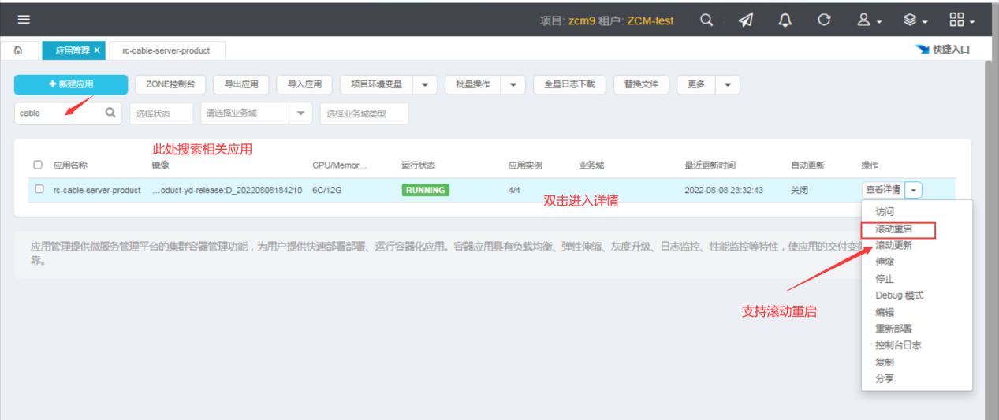 项目: zcm9 租户: ZCM-test
应用管理 ×
rc-cable-server-product
快捷入口
+ 新建应用
ZONE控制台
导出应用
导入应用
项目环境变量
批量操作
全量日志下载
替换文件
更多
cable
选择状态
请选择业务域
选择业务域类型
此处搜索相关应用
应用名称
镜像
CPU/Memor...
运行状态
应用实例
业务域
最近更新时间
自动更新
操作
rc-cable-server-product
...oduct-yd-release:D_20220808184210
6C/12G
RUNNING
4/4
2022-08-08 23:32:43
关闭
查看详情
双击进入详情
访问
滚动重启
滚动更新
伸缩
停止
Debug 模式
编辑
重新部署
控制台日志
复制
分享
支持滚动重启
应用管理提供微服务管理平台的集群容器管理功能，为用户提供快速部署部署、运行容器化应用。容器应用具有负载均衡、弹性伸缩、灰度升级、日志监控、性能监控等特性，使应用的交付变
靠。